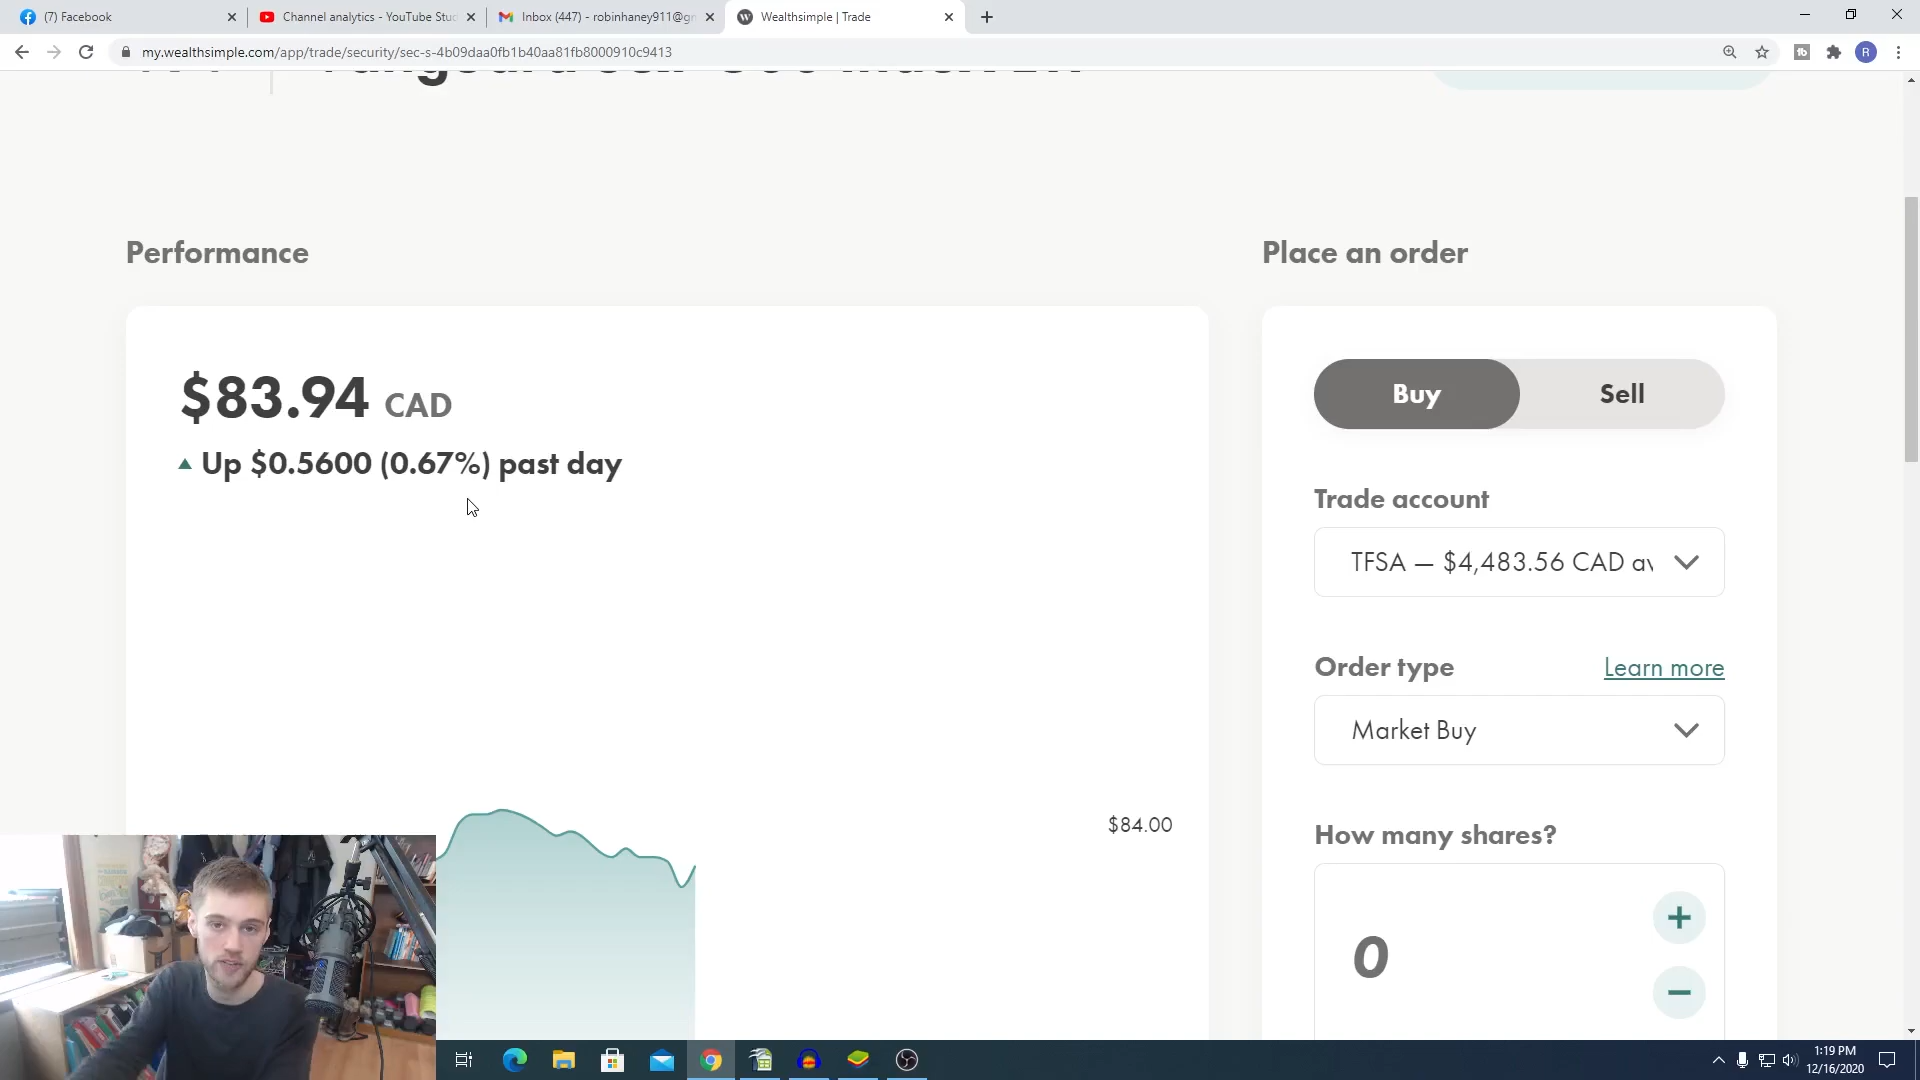 (7) Facebook
Channel analytics - YouTube Stu
Inbox (447) - robinhaney911@gm
Wealthsimple | Trade
my.wealthsimple.com/app/trade/security/sec-s-4b09daa0fb1b40aa81fb8000910c9413
R
Performance
Place an order
$83.94 CAD
Up $0.5600 (0.67%) past day
Buy
Sell
Trade account
TFSA — $4,483.56 CAD av
Order type
Learn more
Market Buy
$84.00
How many shares?
0
1:19 PM
12/16/2020